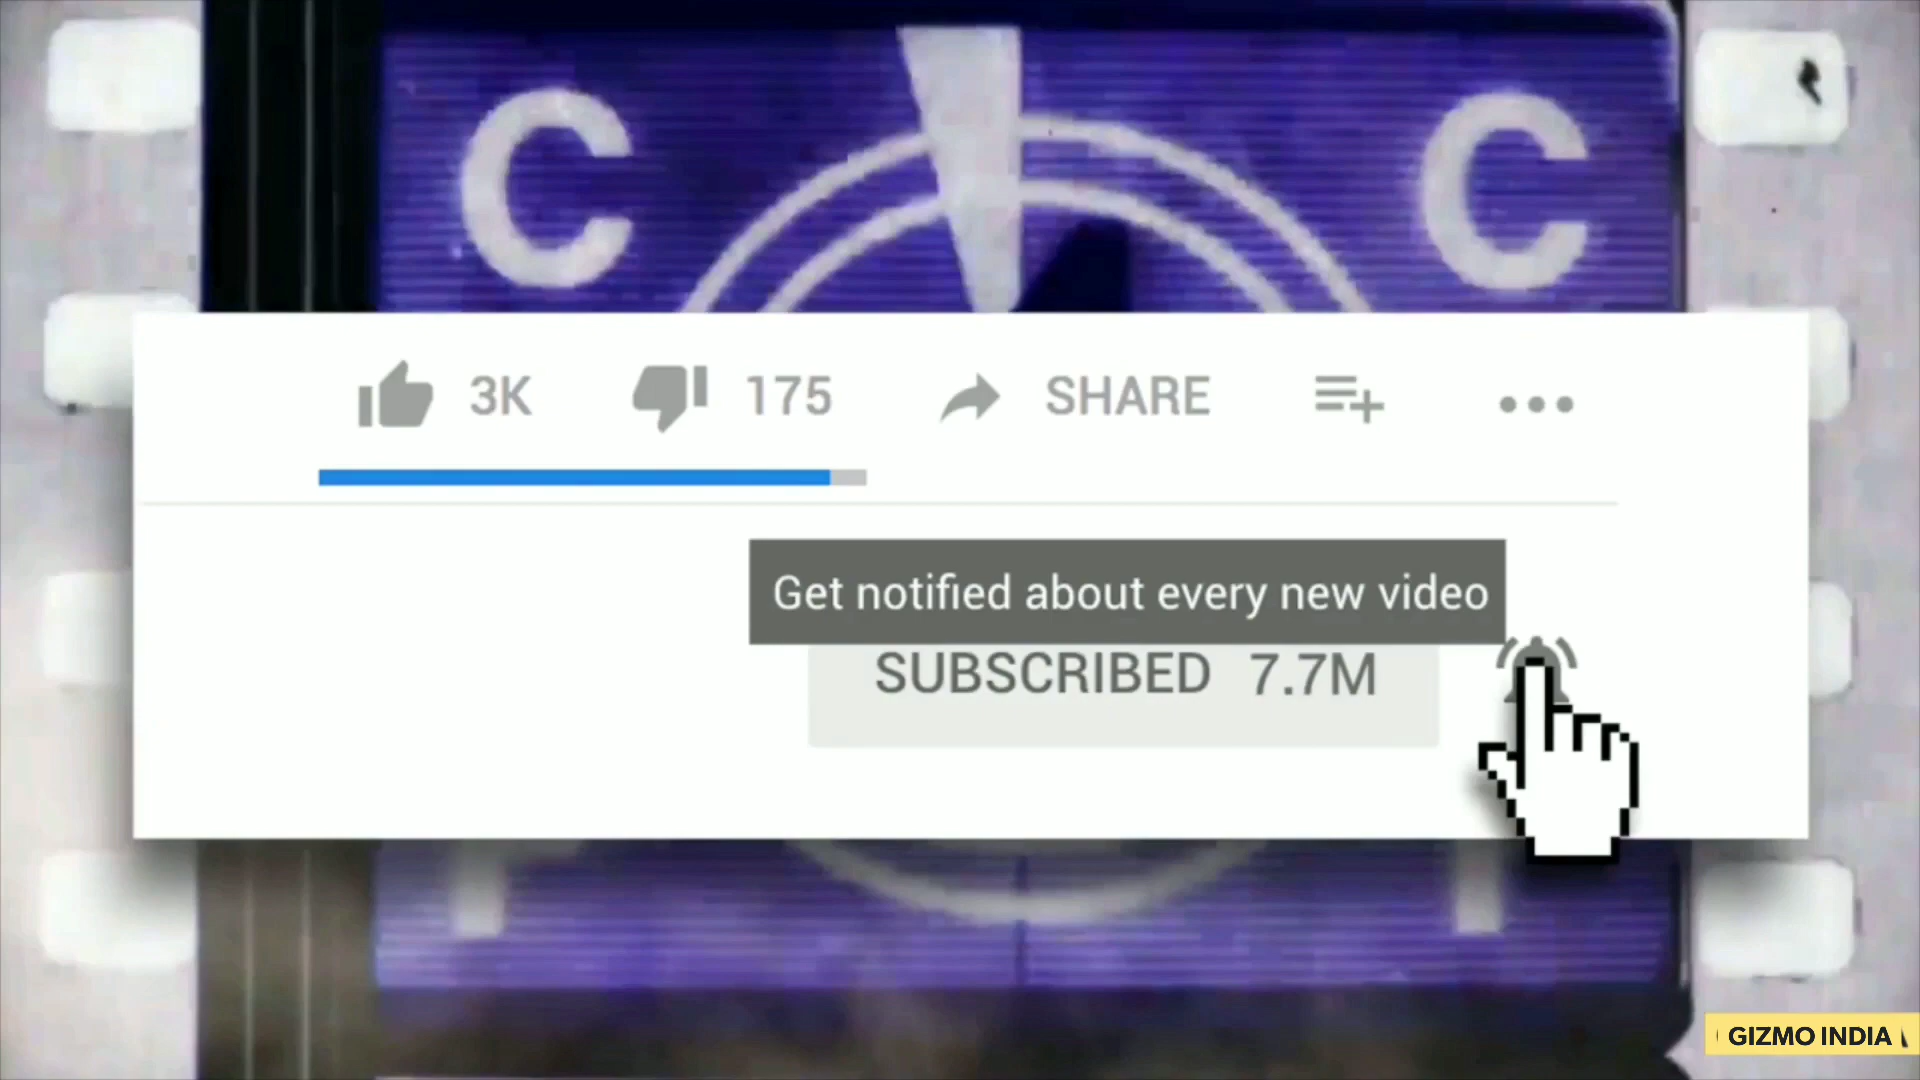 C C
3K 175 SHARE
Get notified about every new video
SUBSCRIBED 7.7M
GIZMO INDIA